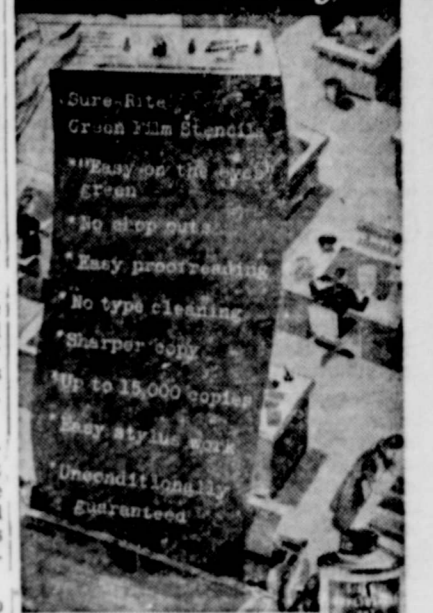 Sure-Rite
Green Film Stencils
*"Easy on the eyes"
green
*No chop outs
*Easy proofreading
*No type cleaning
*Sharper copy
*Up to 15,000 copies
*Easy stylus work
*Unconditionally
guaranteed